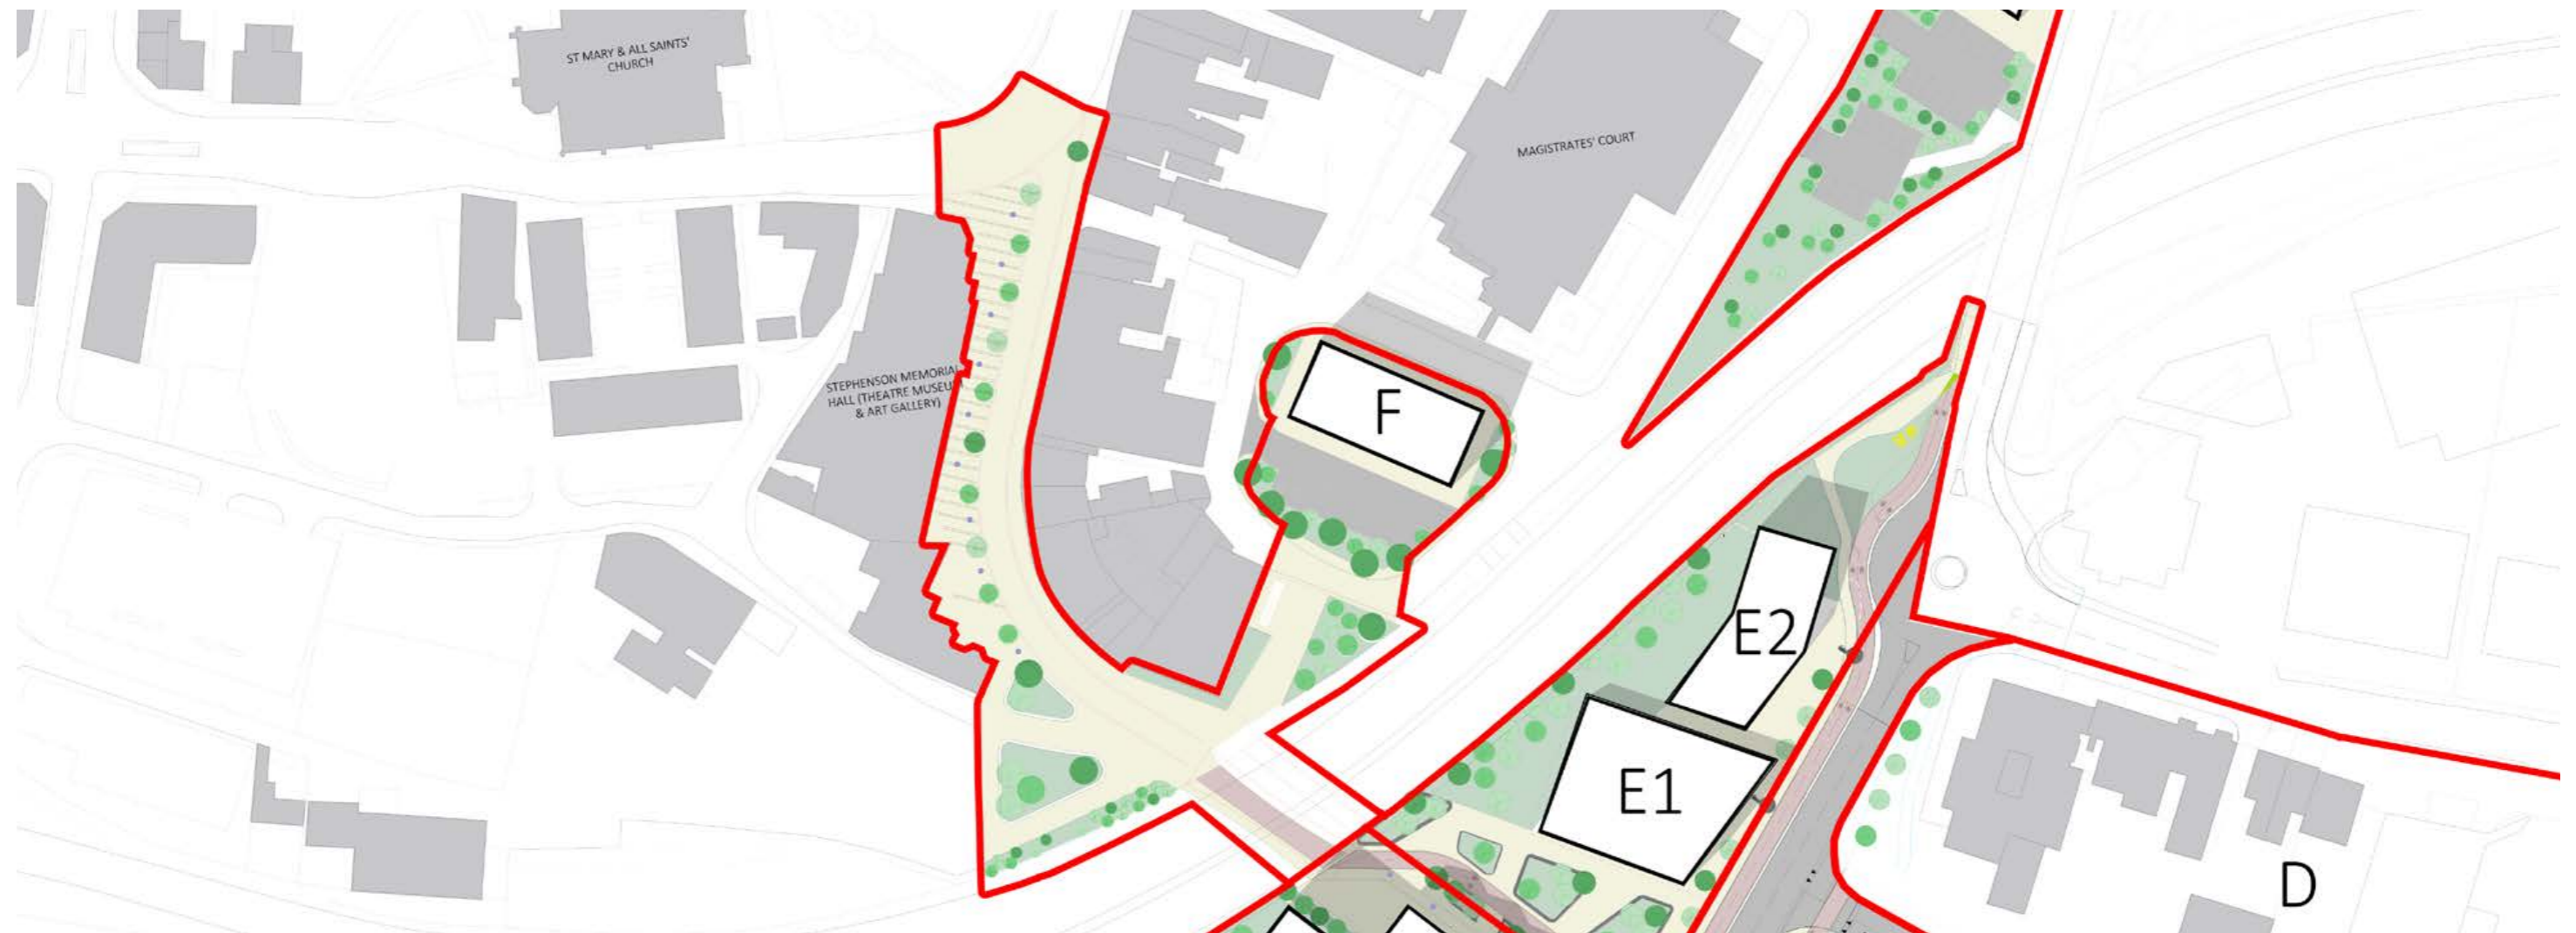 ST MARY & ALL SAINTS'
CHURCH
MAGISTRATES' COURT
STEPHENSON MEMORIAL
HALL (THEATRE MUSEUM
& ART GALLERY)
F
E2
E1
D